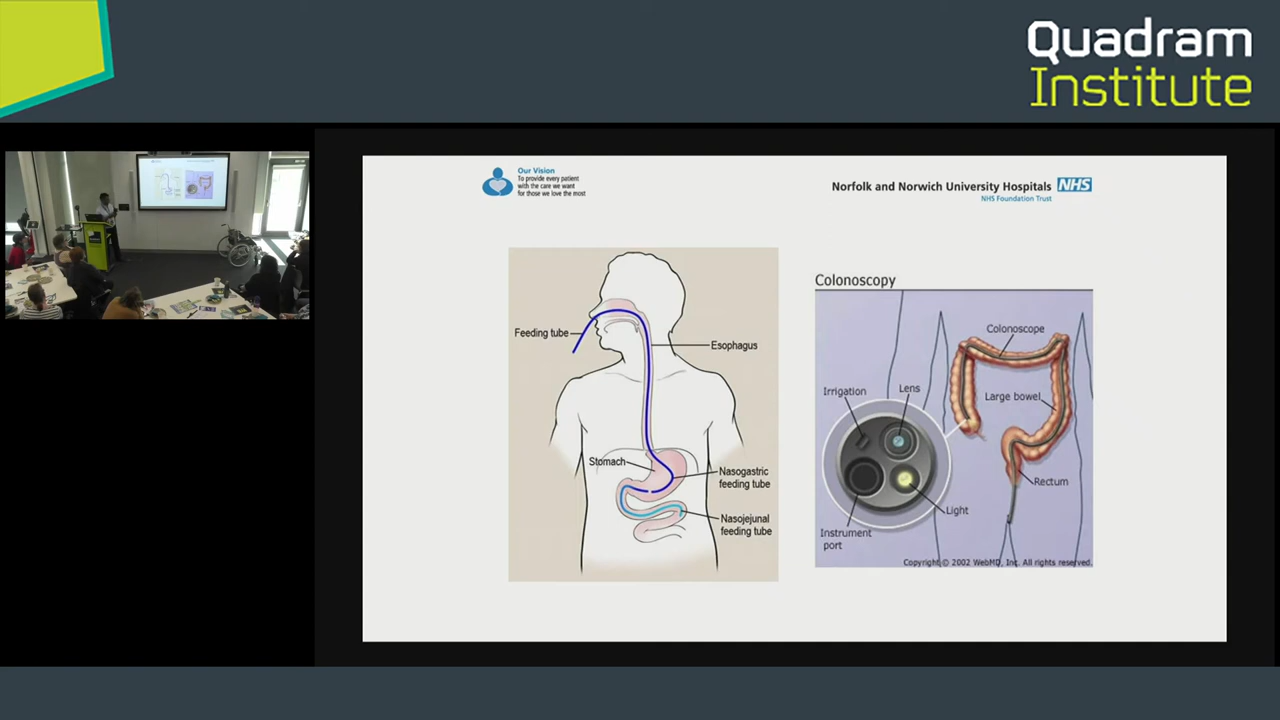 Quadram
Institute
Our Vision
To provide every patient
with the care we want
for those we love the most
Norfolk and Norwich University Hospitals NHS
NHS Foundation Trust
Feeding tube
Esophagus
Stomach
Nasogastric
feeding tube
Nasojejunal
feeding tube
Colonoscopy
Colonoscope
Irrigation
Lens
Large bowel
Rectum
Light
Instrument
port
Copyright © 2002 WebMD, Inc. All rights reserved.